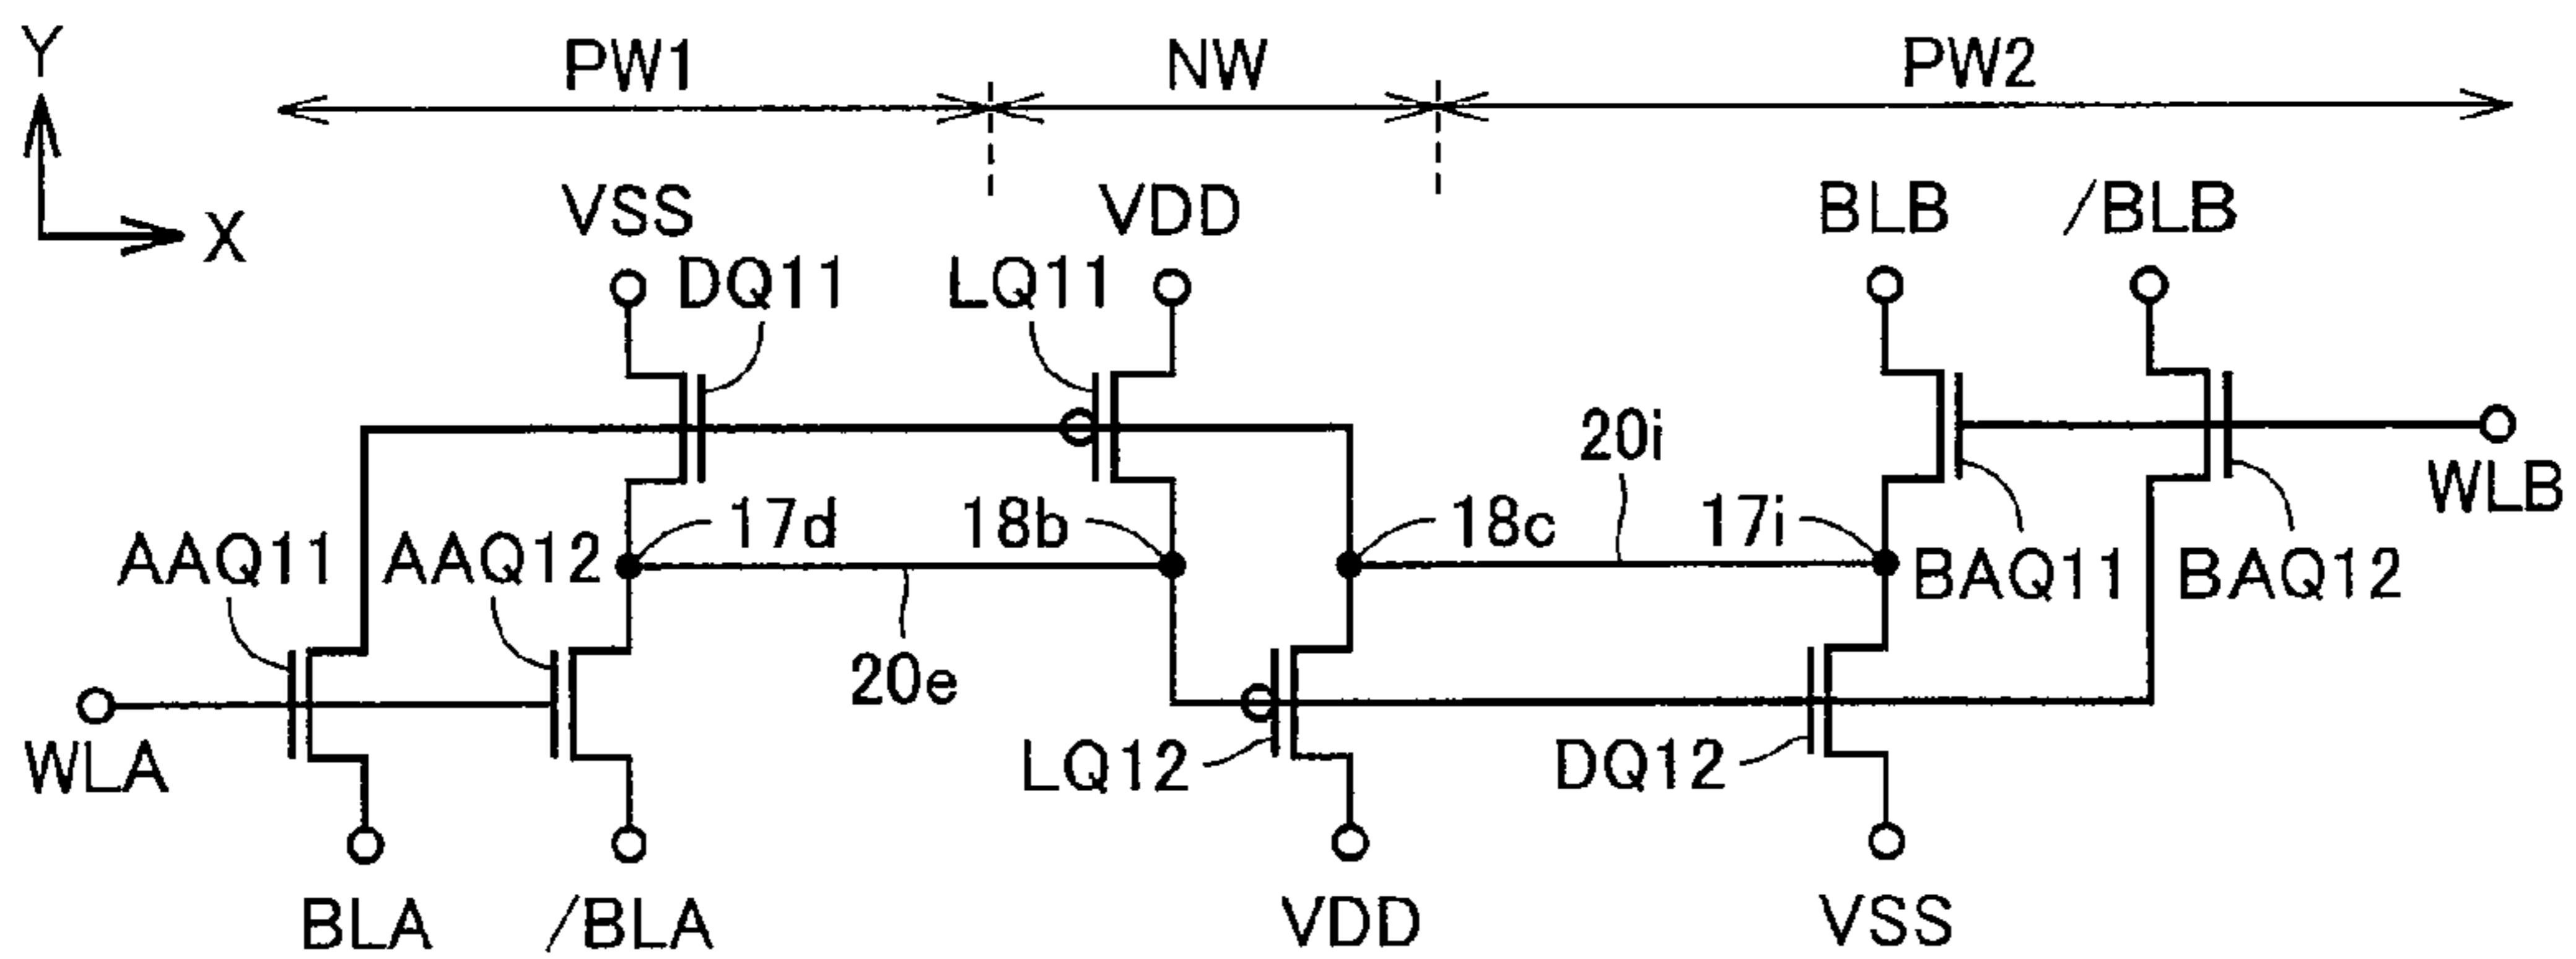 Y
X
PW1
NW
PW2
VSS
VDD
BLB
/BLB
DQ11
LQ11
20i
WLB
17d
18b
18c
17i
AAQ11
AAQ12
BAQ11
BAQ12
20e
WLA
LQ12
DQ12
BLA
/BLA
VDD
VSS